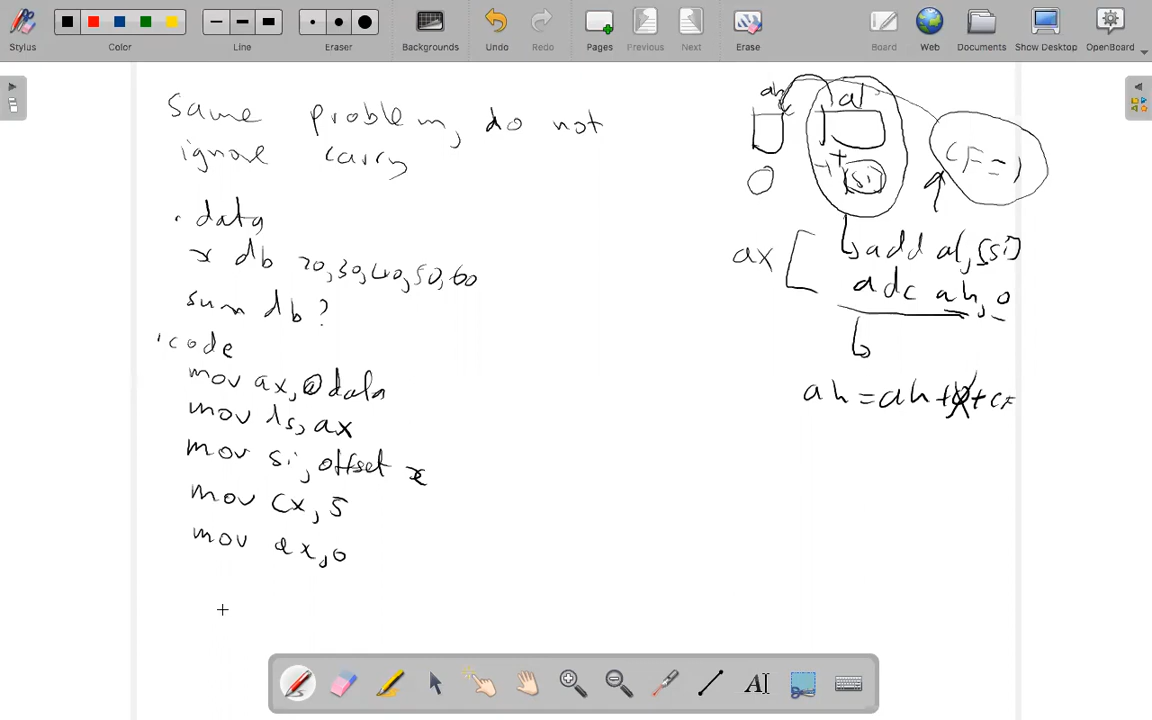 Stylus
Color
Line
Eraser
Backgrounds
Undo
Redo
Pages
Previous
Next
Erase
Board
Web
Documents
Show Desktop
OpenBoard
same problem, do not
ignore carry
.data
x db 20,30,40,50,60
sum db ?
.code
mov ax,@data
mov ds,ax
mov si,offset x
mov cx,5
mov ax,0
ah
al
+
[si]
0
CF=1
ax
add al,[si]
adc ah,0
ah=ah+0+CF